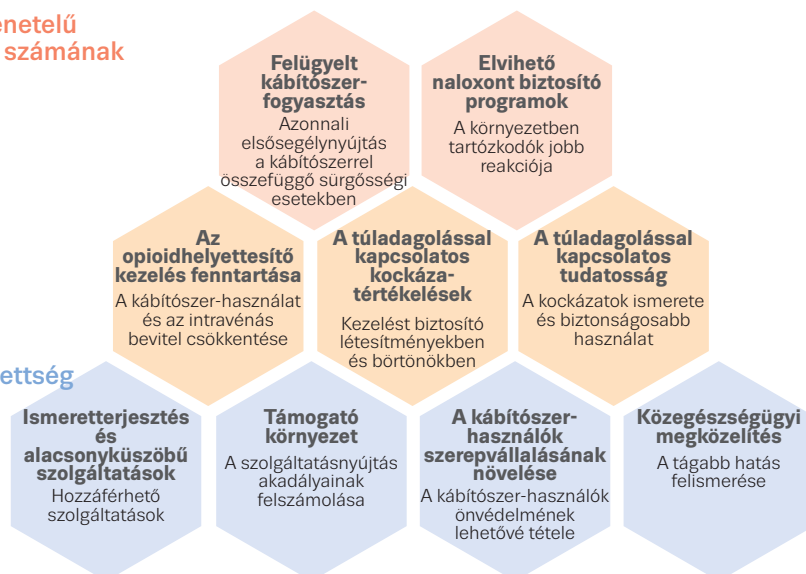 enetelű
számának
Felügyelt
kábítószer-
fogyasztás
Azonnali
elsősegélynyújtás
a kábítószerrel
összefüggő sürgősségi
esetekben
Elvihető
naloxont biztosító
programok
A környezetben
tartózkodók jobb
reakciója
Az
opioidhelyettesítő
kezelés fenntartása
A kábítószer-használat
és az intravénás
bevitel csökkentése
A túladagolással
kapcsolatos
kockáza-
tértékelések
Kezelést biztosító
létesítményekben
és börtönökben
A túladagolással
kapcsolatos
tudatosság
A kockázatok ismerete
és biztonságosabb
használat
ettség
Ismeretterjesztés
és
alacsonyküszöbű
szolgáltatások
Hozzáférhető
szolgáltatások
Támogató
környezet
A szolgáltatásnyújtás
akadályainak
felszámolása
A kábítószer-
használók
szerepvállalásának
növelése
A kábítószer-használók
önvédelmének
lehetővé tétele
Közegészségügyi
megközelítés
A tágabb hatás
felismerése